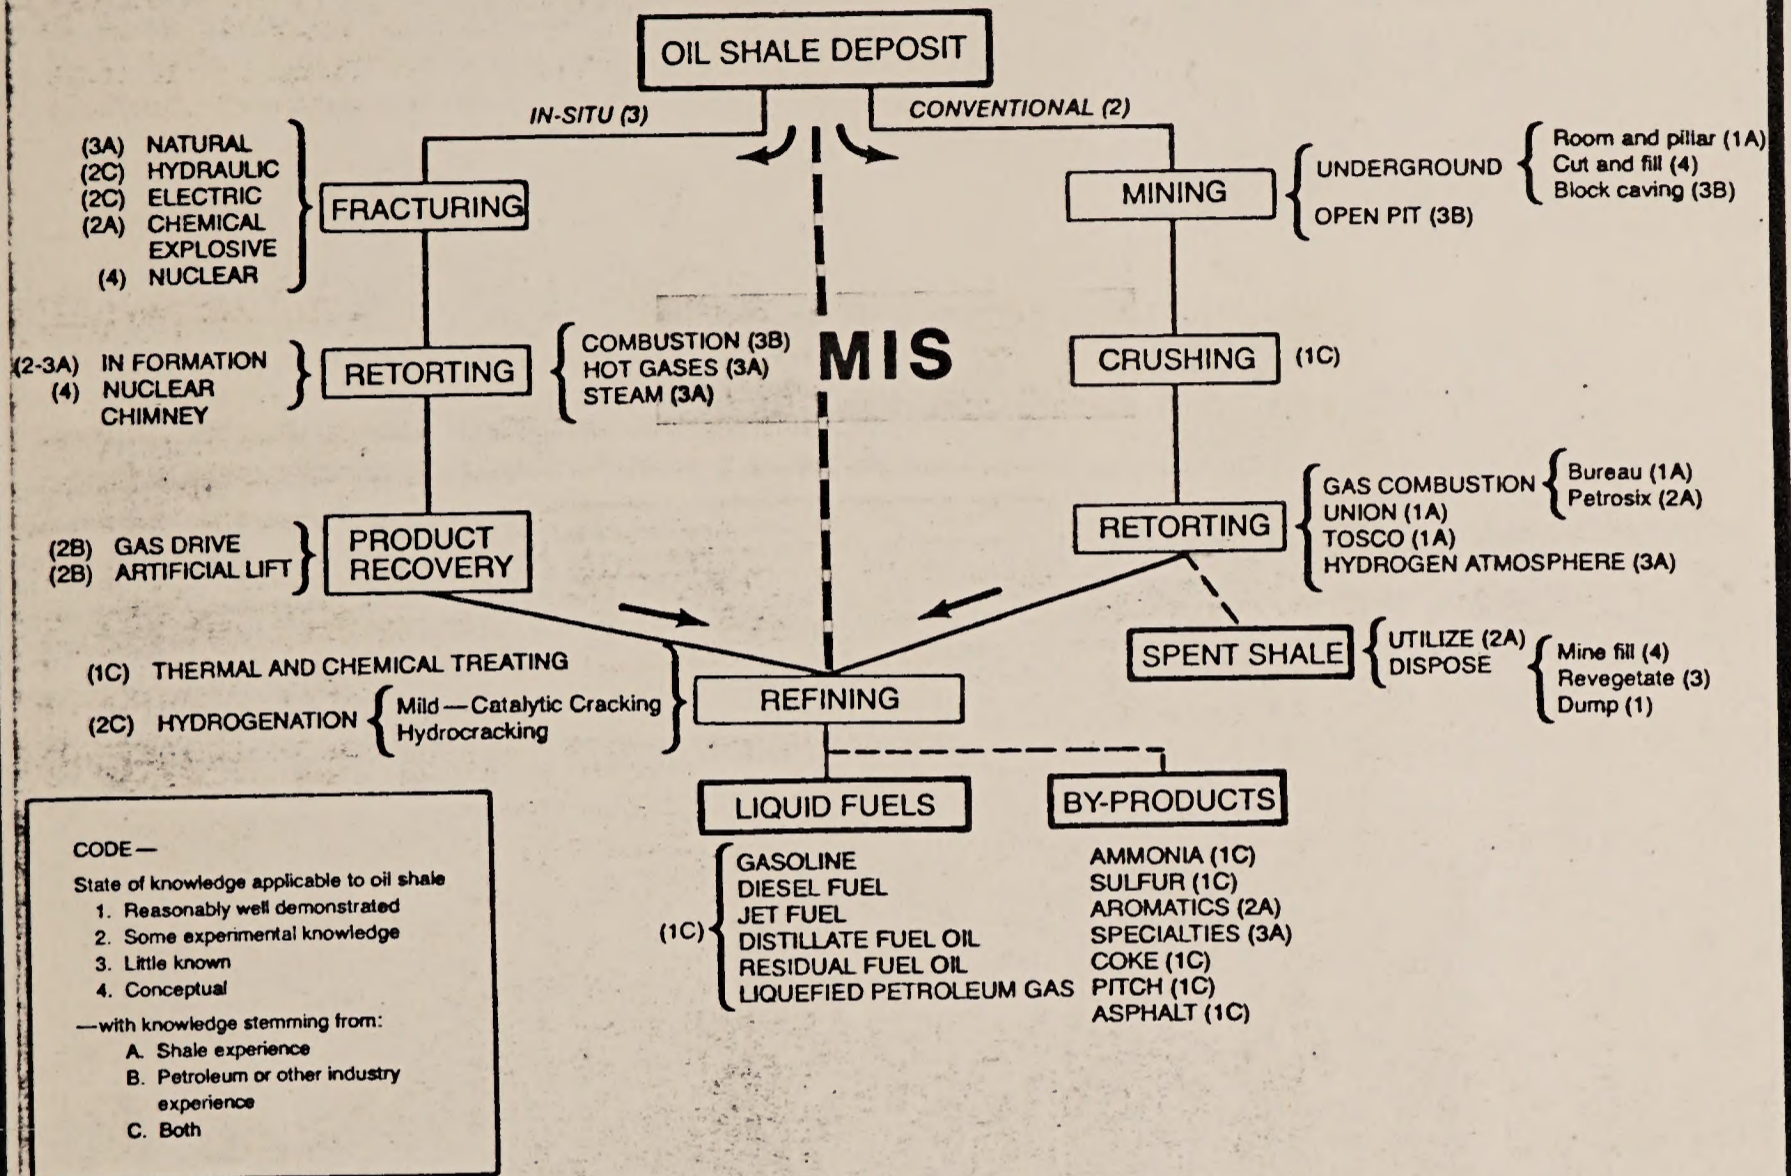 OIL SHALE DEPOSIT
IN-SITU (3)
CONVENTIONAL (2)
(3A) NATURAL
(2C) HYDRAULIC
(2C) ELECTRIC
(2A) CHEMICAL
EXPLOSIVE
(4) NUCLEAR
FRACTURING
MINING
UNDERGROUND
Room and pillar (1A)
Cut and fill (4)
Block caving (3B)
OPEN PIT (3B)
(2-3A) IN FORMATION
(4) NUCLEAR
CHIMNEY
RETORTING
COMBUSTION (3B)
HOT GASES (3A)
STEAM (3A)
MIS
CRUSHING
(1C)
(2B) GAS DRIVE
(2B) ARTIFICIAL LIFT
PRODUCT
RECOVERY
RETORTING
GAS COMBUSTION
Bureau (1A)
Petrosix (2A)
UNION (1A)
TOSCO (1A)
HYDROGEN ATMOSPHERE (3A)
SPENT SHALE
UTILIZE (2A)
DISPOSE
Mine fill (4)
Revegetate (3)
Dump (1)
(1C) THERMAL AND CHEMICAL TREATING
(2C) HYDROGENATION
Mild—Catalytic Cracking
Hydrocracking
REFINING
LIQUID FUELS
BY-PRODUCTS
(1C)
GASOLINE
DIESEL FUEL
JET FUEL
DISTILLATE FUEL OIL
RESIDUAL FUEL OIL
LIQUEFIED PETROLEUM GAS
AMMONIA (1C)
SULFUR (1C)
AROMATICS (2A)
SPECIALTIES (3A)
COKE (1C)
PITCH (1C)
ASPHALT (1C)
CODE—
State of knowledge applicable to oil shale
1. Reasonably well demonstrated
2. Some experimental knowledge
3. Little known
4. Conceptual
—with knowledge stemming from:
A. Shale experience
B. Petroleum or other industry
experience
C. Both